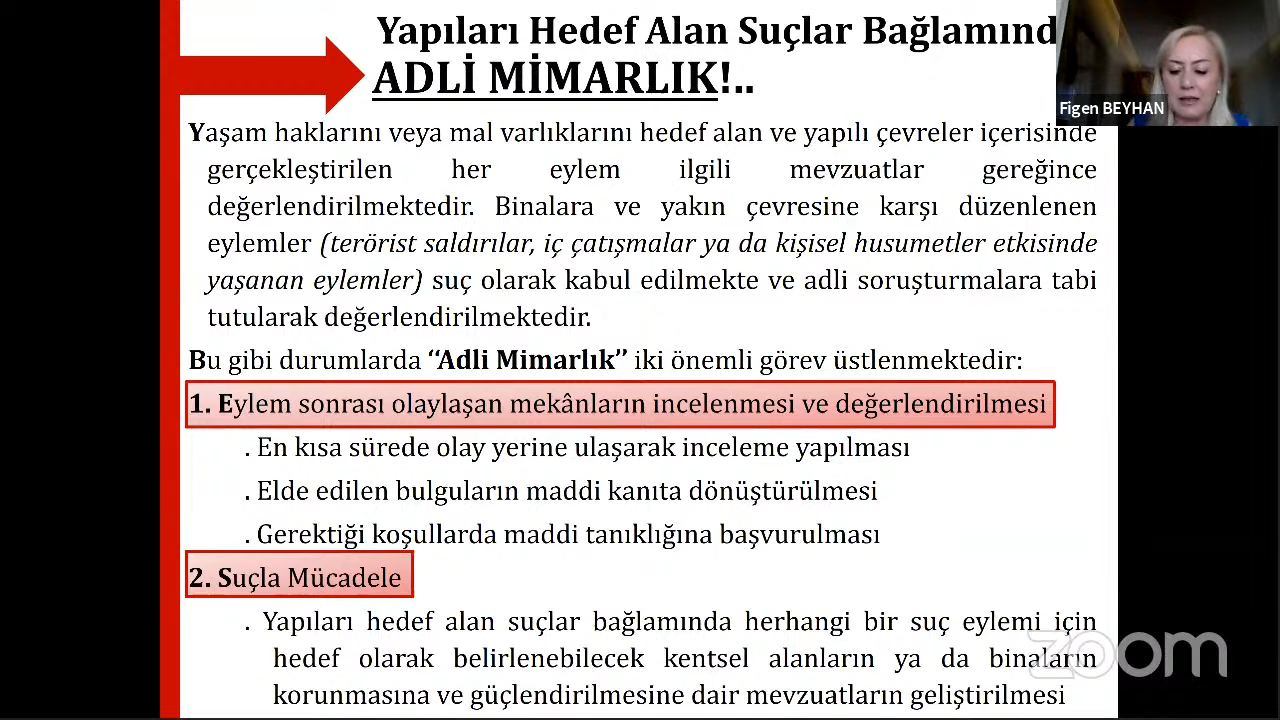 Yapıları Hedef Alan Suçlar Bağlamınd
ADLİ MİMARLIK!..
Figen BEYHAN
Yaşam haklarını veya mal varlıklarını hedef alan ve yapılı çevreler içerisinde
gerçekleştirilen her eylem ilgili mevzuatlar gereğince
değerlendirilmektedir. Binalara ve yakın çevresine karşı düzenlenen
eylemler (terörist saldırılar, iç çatışmalar ya da kişisel husumetler etkisinde
yaşanan eylemler) suç olarak kabul edilmekte ve adli soruşturmalara tabi
tutularak değerlendirilmektedir.
Bu gibi durumlarda ‘‘Adli Mimarlık’’ iki önemli görev üstlenmektedir:
1. Eylem sonrası olaylaşan mekânların incelenmesi ve değerlendirilmesi
. En kısa sürede olay yerine ulaşarak inceleme yapılması
. Elde edilen bulguların maddi kanıta dönüştürülmesi
. Gerektiği koşullarda maddi tanıklığına başvurulması
2. Suçla Mücadele
. Yapıları hedef alan suçlar bağlamında herhangi bir suç eylemi için
hedef olarak belirlenebilecek kentsel alanların ya da binaların
korunmasına ve güçlendirilmesine dair mevzuatların geliştirilmesi
zoom